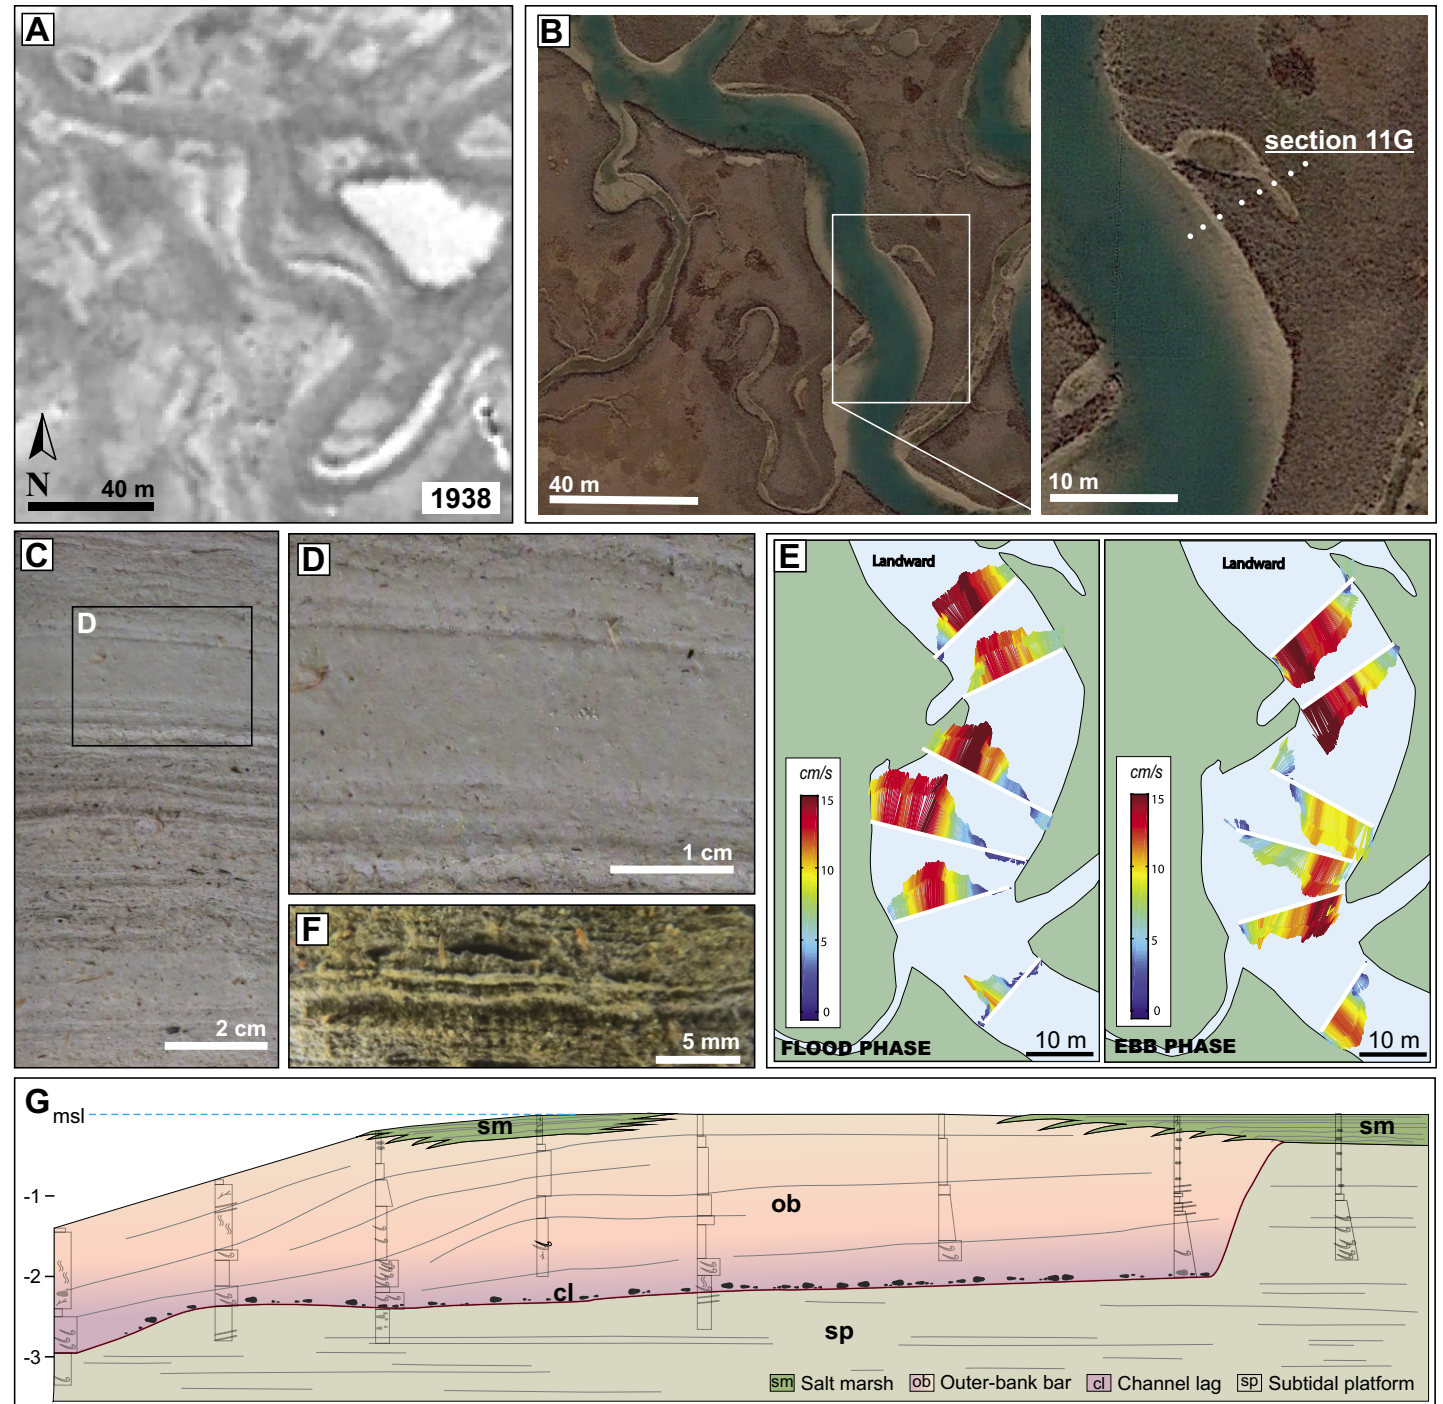 A
N
40 m
1938
B
40 m
section 11G
10 m
C
D
2 cm
D
1 cm
F
5 mm
E
Landward
cm/s
15
10
5
0
FLOOD PHASE
10 m
Landward
cm/s
15
10
5
0
EBB PHASE
10 m
G
msl
-1
-2
-3
sm
sm
ob
cl
sp
sm Salt marsh
ob Outer-bank bar
cl Channel lag
sp Subtidal platform